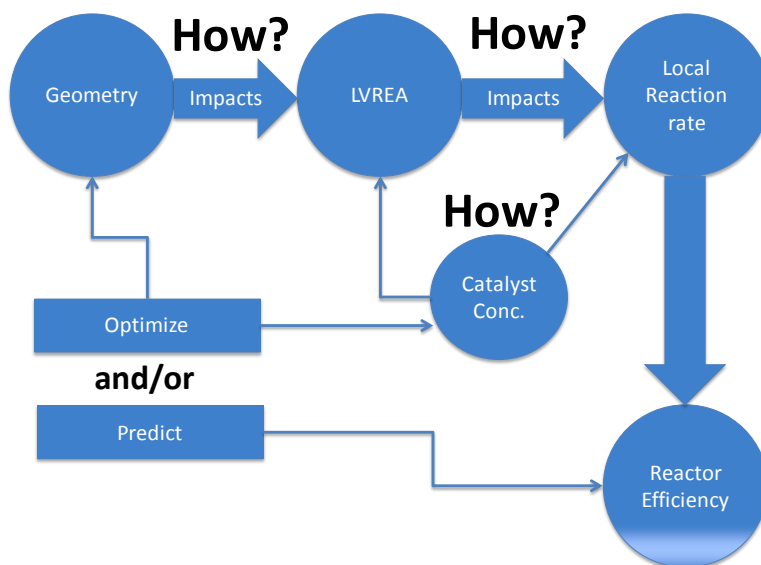 How?
How?
Geometry
Impacts
LVREA
Impacts
Local
Reaction
rate
How?
Catalyst
Conc.
Optimize
and/or
Predict
Reactor
Efficiency